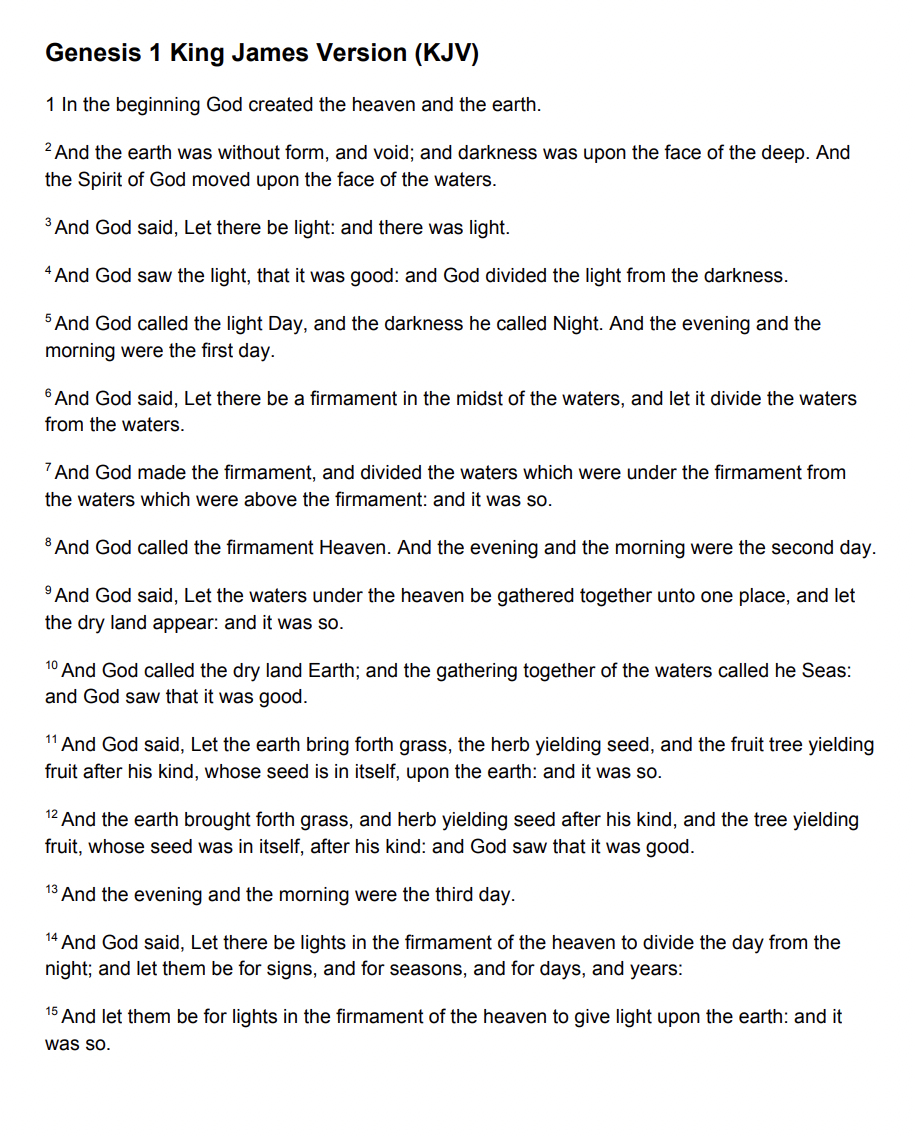 Genesis 1 King James Version (KJV)
1 In the beginning God created the heaven and the earth.
2 And the earth was without form, and void; and darkness was upon the face of the deep. And
the Spirit of God moved upon the face of the waters.
3 And God said, Let there be light: and there was light.
4 And God saw the light, that it was good: and God divided the light from the darkness.
5 And God called the light Day, and the darkness he called Night. And the evening and the
morning were the first day.
6 And God said, Let there be a firmament in the midst of the waters, and let it divide the waters
from the waters.
7 And God made the firmament, and divided the waters which were under the firmament from
the waters which were above the firmament: and it was so.
8 And God called the firmament Heaven. And the evening and the morning were the second day.
9 And God said, Let the waters under the heaven be gathered together unto one place, and let
the dry land appear: and it was so.
10 And God called the dry land Earth; and the gathering together of the waters called he Seas:
and God saw that it was good.
11 And God said, Let the earth bring forth grass, the herb yielding seed, and the fruit tree yielding
fruit after his kind, whose seed is in itself, upon the earth: and it was so.
12 And the earth brought forth grass, and herb yielding seed after his kind, and the tree yielding
fruit, whose seed was in itself, after his kind: and God saw that it was good.
13 And the evening and the morning were the third day.
14 And God said, Let there be lights in the firmament of the heaven to divide the day from the
night; and let them be for signs, and for seasons, and for days, and years:
15 And let them be for lights in the firmament of the heaven to give light upon the earth: and it
was so.